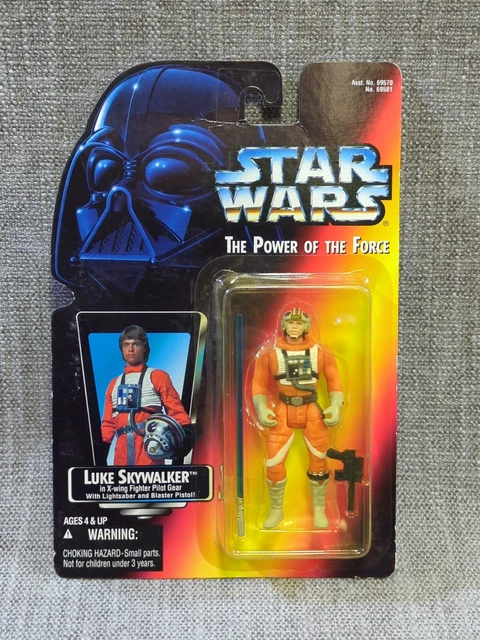 Asst. No. 69570
No. 69581
STAR
WARS
®
THE POWER OF THE FORCE
LUKE SKYWALKER™
in X-wing Fighter Pilot Gear
With Lightsaber and Blaster Pistol!
AGES 4 & UP
⚠ WARNING:
CHOKING HAZARD-Small parts.
Not for children under 3 years.